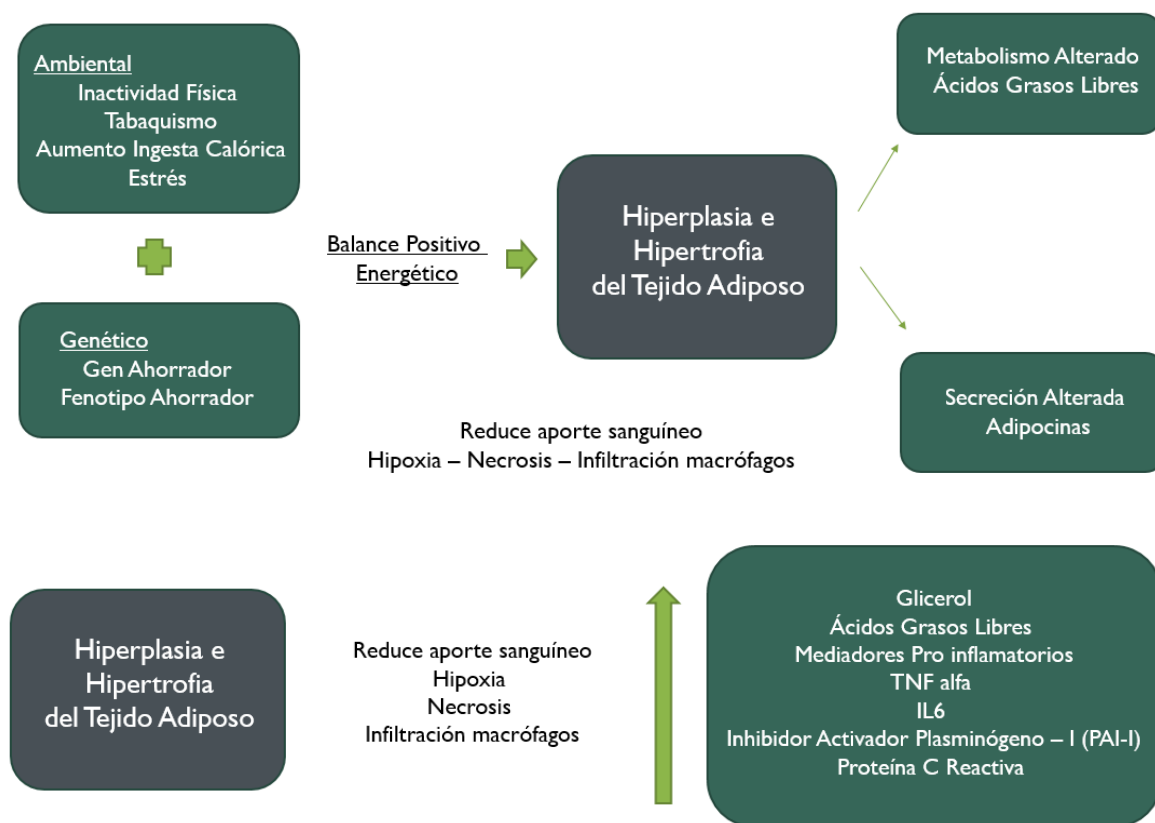 Ambiental
Inactividad Física
Tabaquismo
Aumento Ingesta Calórica
Estrés
Genético
Gen Ahorrador
Fenotipo Ahorrador
Balance Positivo
Energético
Hiperplasia e
Hipertrofia
del Tejido Adiposo
Metabolismo Alterado
Ácidos Grasos Libres
Secreción Alterada
Adipocinas
Reduce aporte sanguíneo
Hipoxia – Necrosis – Infiltración macrófagos
Hiperplasia e
Hipertrofia
del Tejido Adiposo
Reduce aporte sanguíneo
Hipoxia
Necrosis
Infiltración macrófagos
Glicerol
Ácidos Grasos Libres
Mediadores Pro inflamatorios
TNF alfa
IL6
Inhibidor Activador Plasminógeno – I (PAI-I)
Proteína C Reactiva